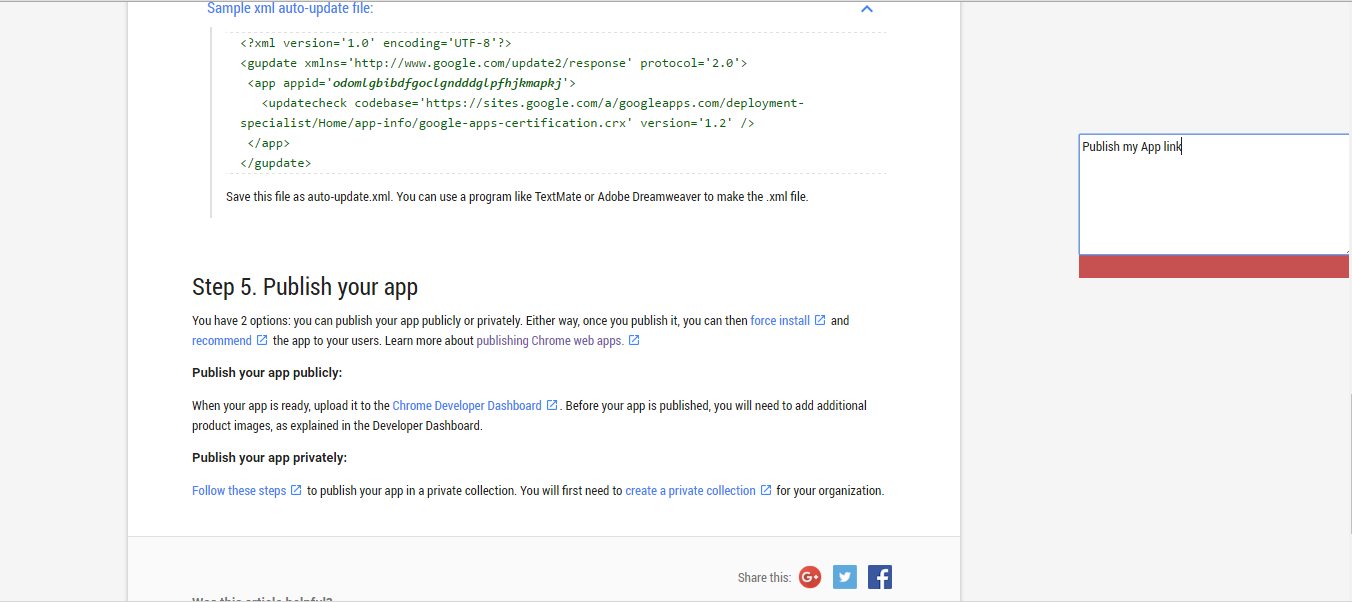 Sample xml auto-update file:
<?xml version='1.0' encoding='UTF-8'?>
<gupdate xmlns='http://www.google.com/update2/response' protocol='2.0'>
<app appid='odomlgbibdfgoclgndddglpfhjkmapkj'>
<updatecheck codebase='https://sites.google.com/a/googleapps.com/deployment-
specialist/Home/app-info/google-apps-certification.crx' version='1.2' />
</app>
</gupdate>
Save this file as auto-update.xml. You can use a program like TextMate or Adobe Dreamweaver to make the .xml file.
Publish my App link
Step 5. Publish your app
You have 2 options: you can publish your app publicly or privately. Either way, once you publish it, you can then force install and
recommend the app to your users. Learn more about publishing Chrome web apps.
Publish your app publicly:
When your app is ready, upload it to the Chrome Developer Dashboard . Before your app is published, you will need to add additional
product images, as explained in the Developer Dashboard.
Publish your app privately:
Follow these steps to publish your app in a private collection. You will first need to create a private collection for your organization.
Share this: G+ f
Was this article helpful?